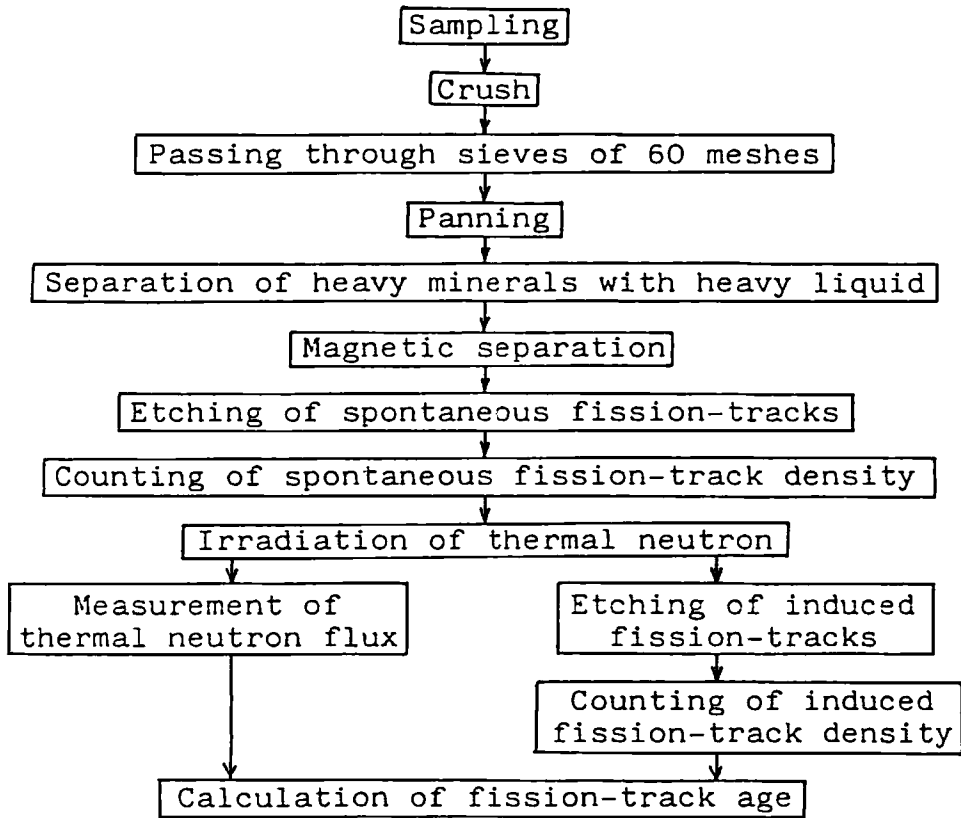 Sampling
Crush
Passing through sieves of 60 meshes
Panning
Separation of heavy minerals with heavy liquid
Magnetic separation
Etching of spontaneous fission-tracks
Counting of spontaneous fission-track density
Irradiation of thermal neutron
Measurement of
thermal neutron flux
Etching of induced
fission-tracks
Counting of induced
fission-track density
Calculation of fission-track age